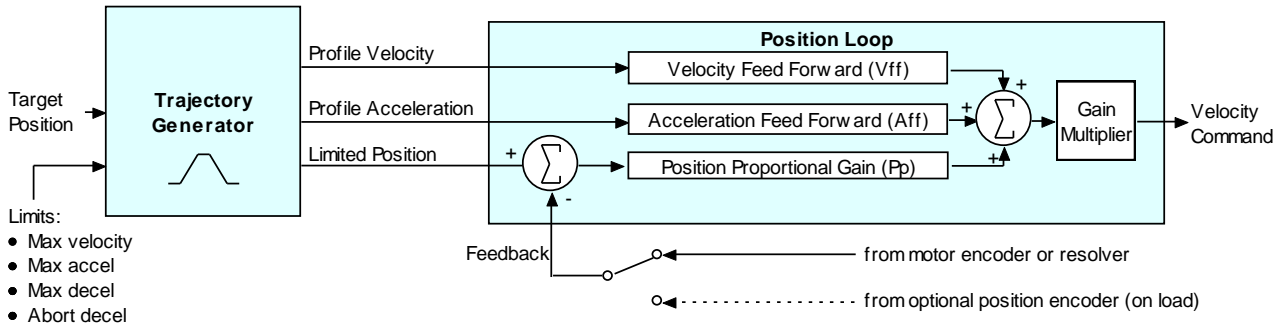 Position Loop
Profile Velocity
Velocity Feed Forward (Vff)
+
Target
Position
Trajectory
Generator
Profile Acceleration
Acceleration Feed Forward (Aff)
+
Σ
Gain
Multiplier
Velocity
Command
Limited Position
+
Σ
-
Position Proportional Gain (Pp)
+
Limits:
● Max velocity
● Max accel
● Max decel
● Abort decel
Feedback
from motor encoder or resolver
from optional position encoder (on load)